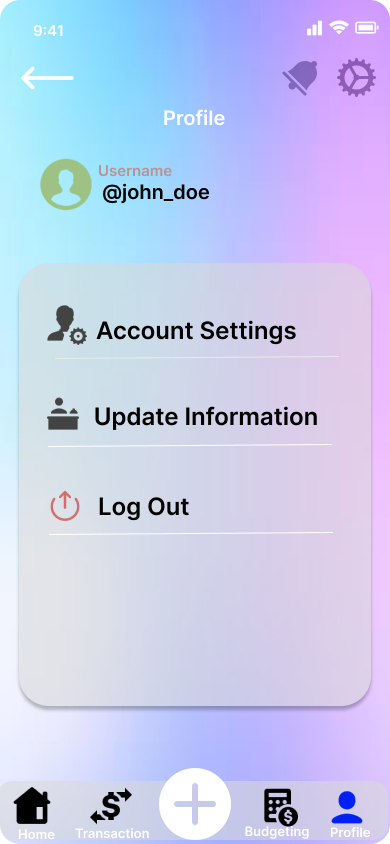 9:41
Profile
Username
@john_doe
Account Settings
Update Information
Log Out
$
$
Home
Transaction
Budgeting
Profile